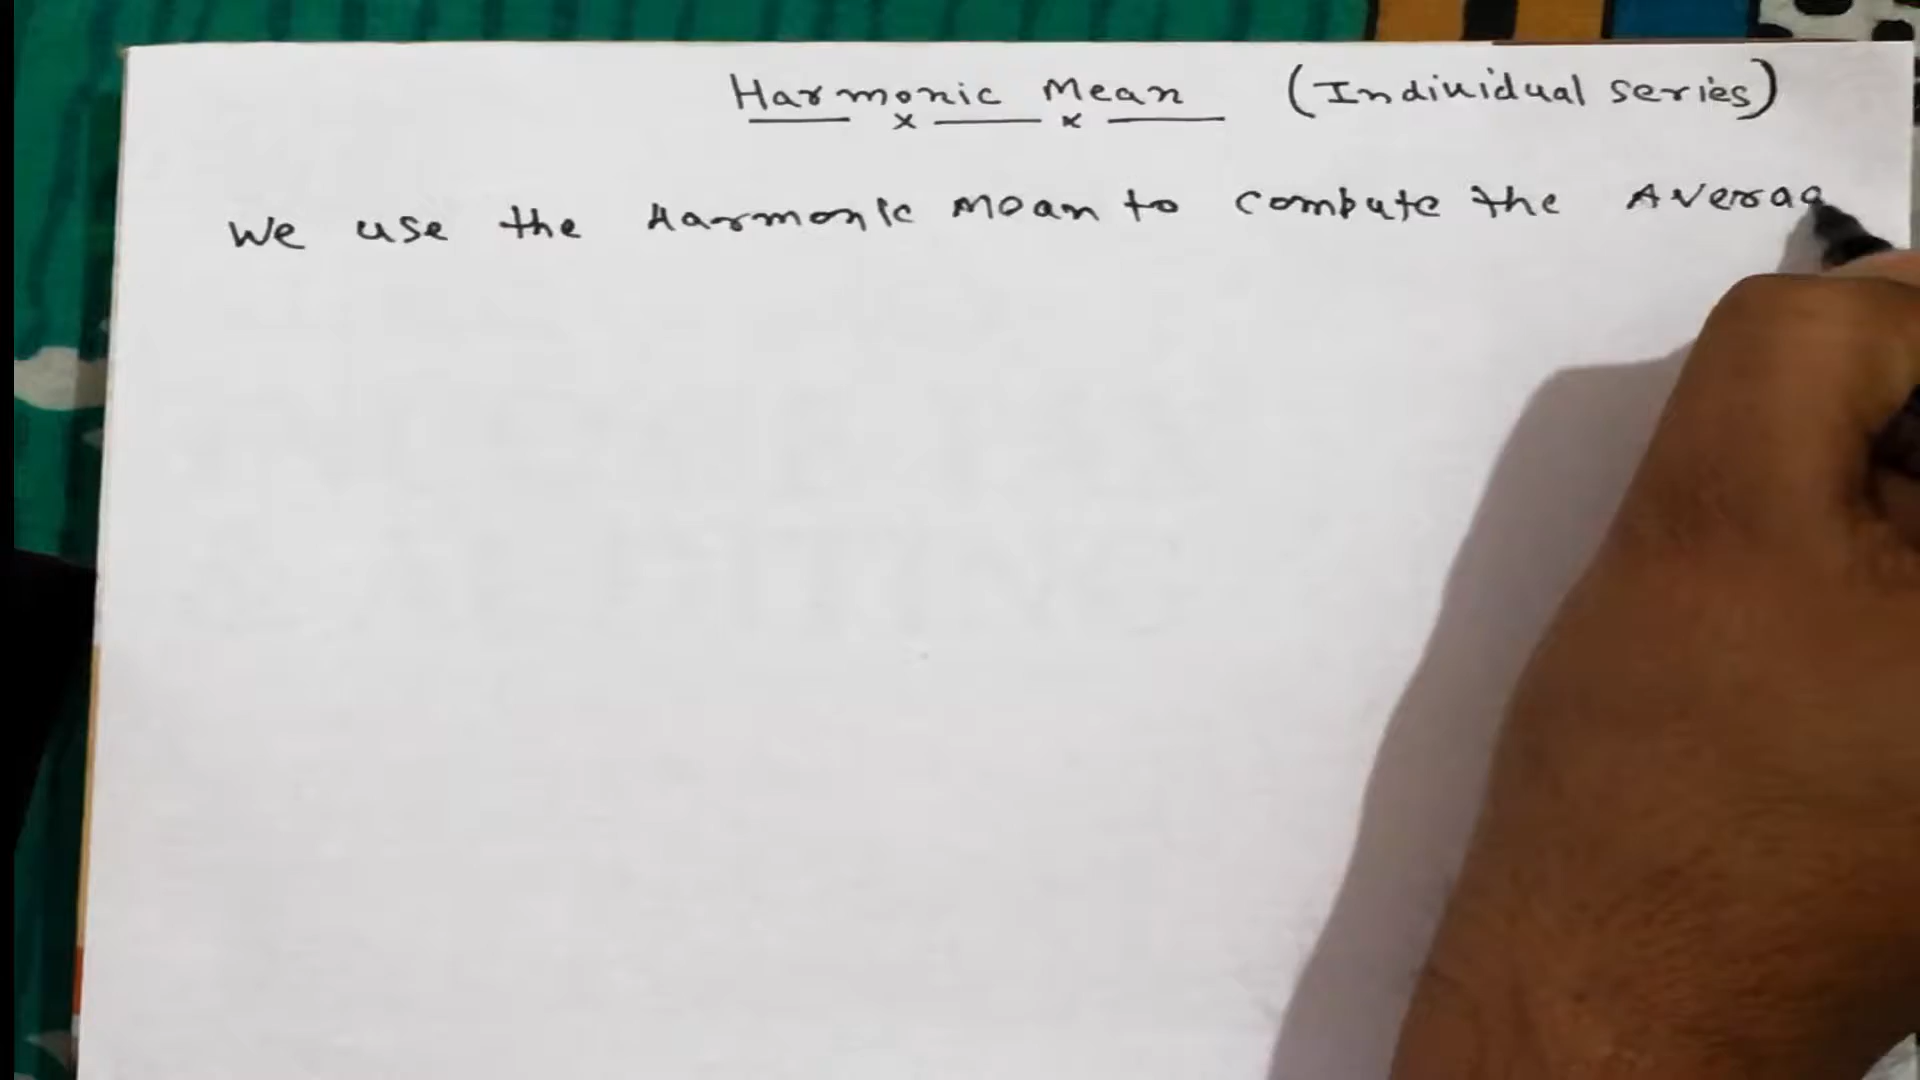 Harmonic Mean (Individual series)
We use the Harmonic Mean to compute the Averag